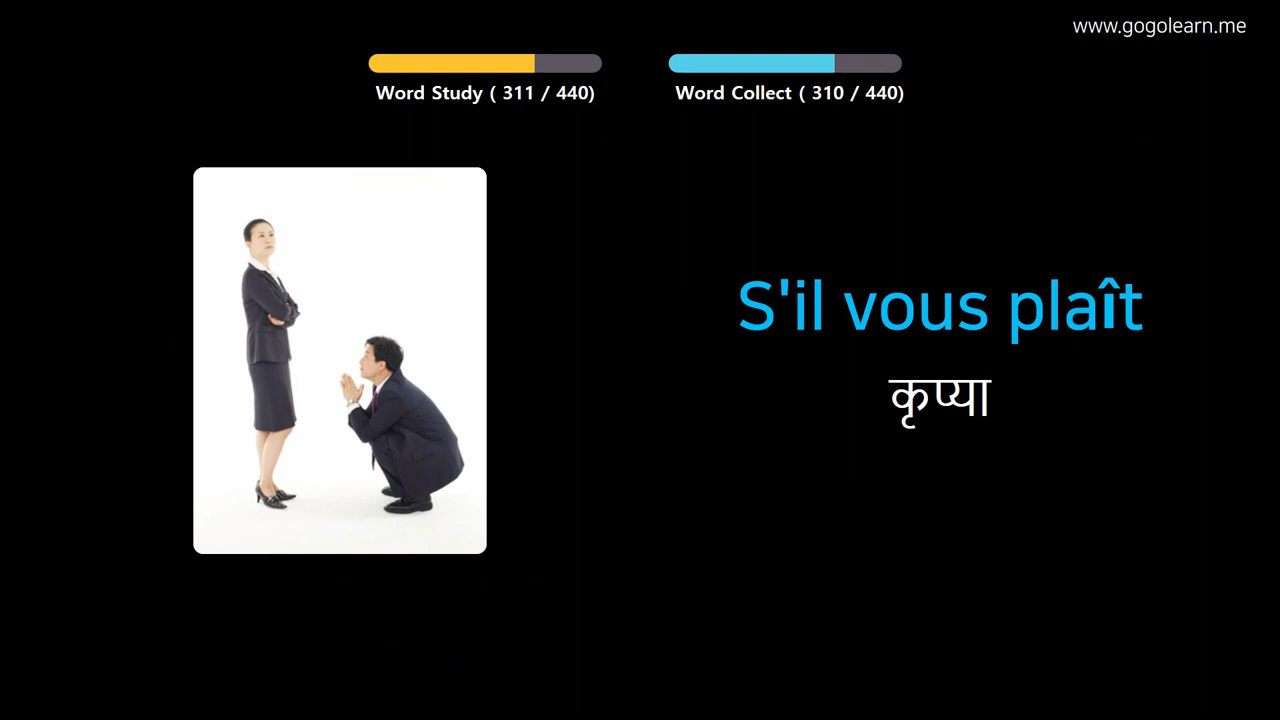 www.gogolearn.me
Word Study ( 311 / 440)
Word Collect ( 310 / 440)
S'il vous plaît
कृप्या